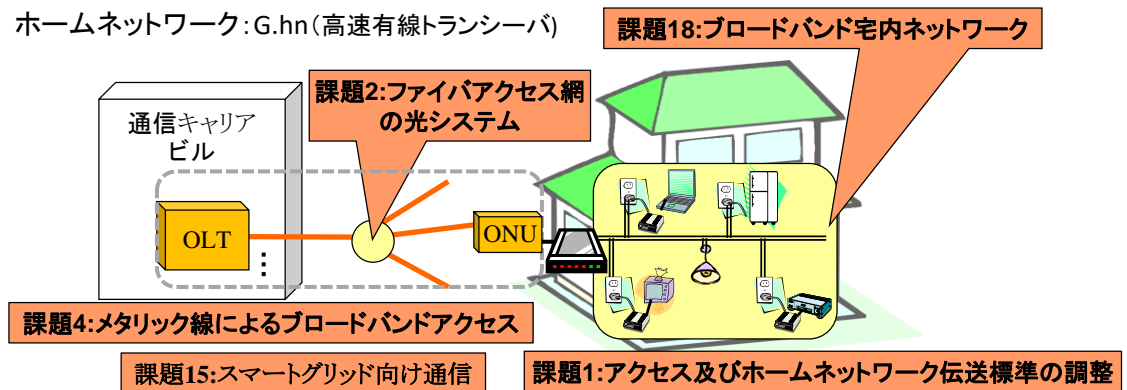 ホームネットワーク：G.hn（高速有線トランシーバ)
課題18:ブロードバンド宅内ネットワーク
課題2:ファイバアクセス網
の光システム
通信キャリア
ビル
OLT
ONU
課題4:メタリック線によるブロードバンドアクセス
課題15:スマートグリッド向け通信
課題1:アクセス及びホームネットワーク伝送標準の調整